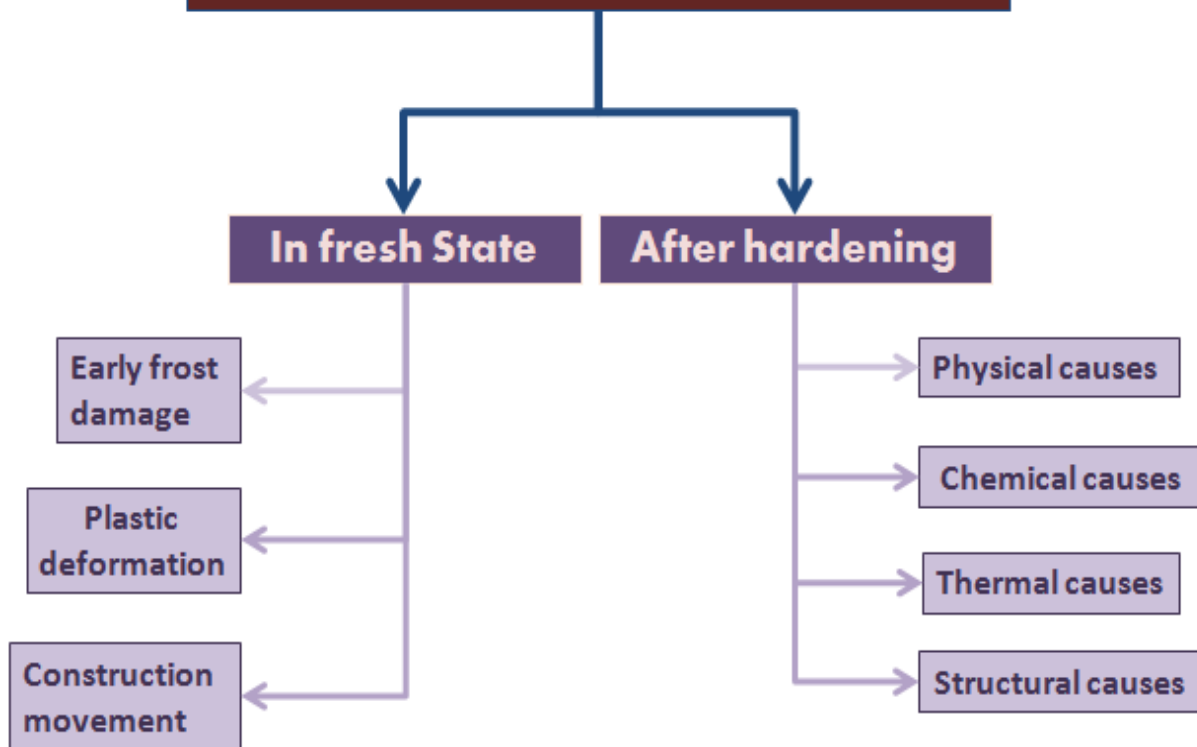 In fresh State
After hardening
Early frost
damage
Plastic
deformation
Construction
movement
Physical causes
Chemical causes
Thermal causes
Structural causes